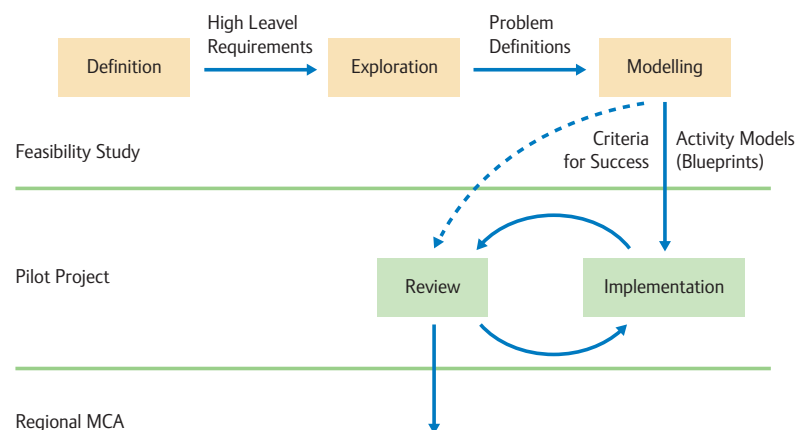 High Leavel
Requirements
Problem
Definitions
Definition
Exploration
Modelling
Feasibility Study
Criteria
for Success
Activity Models
(Blueprints)
Pilot Project
Review
Implementation
Regional MCA